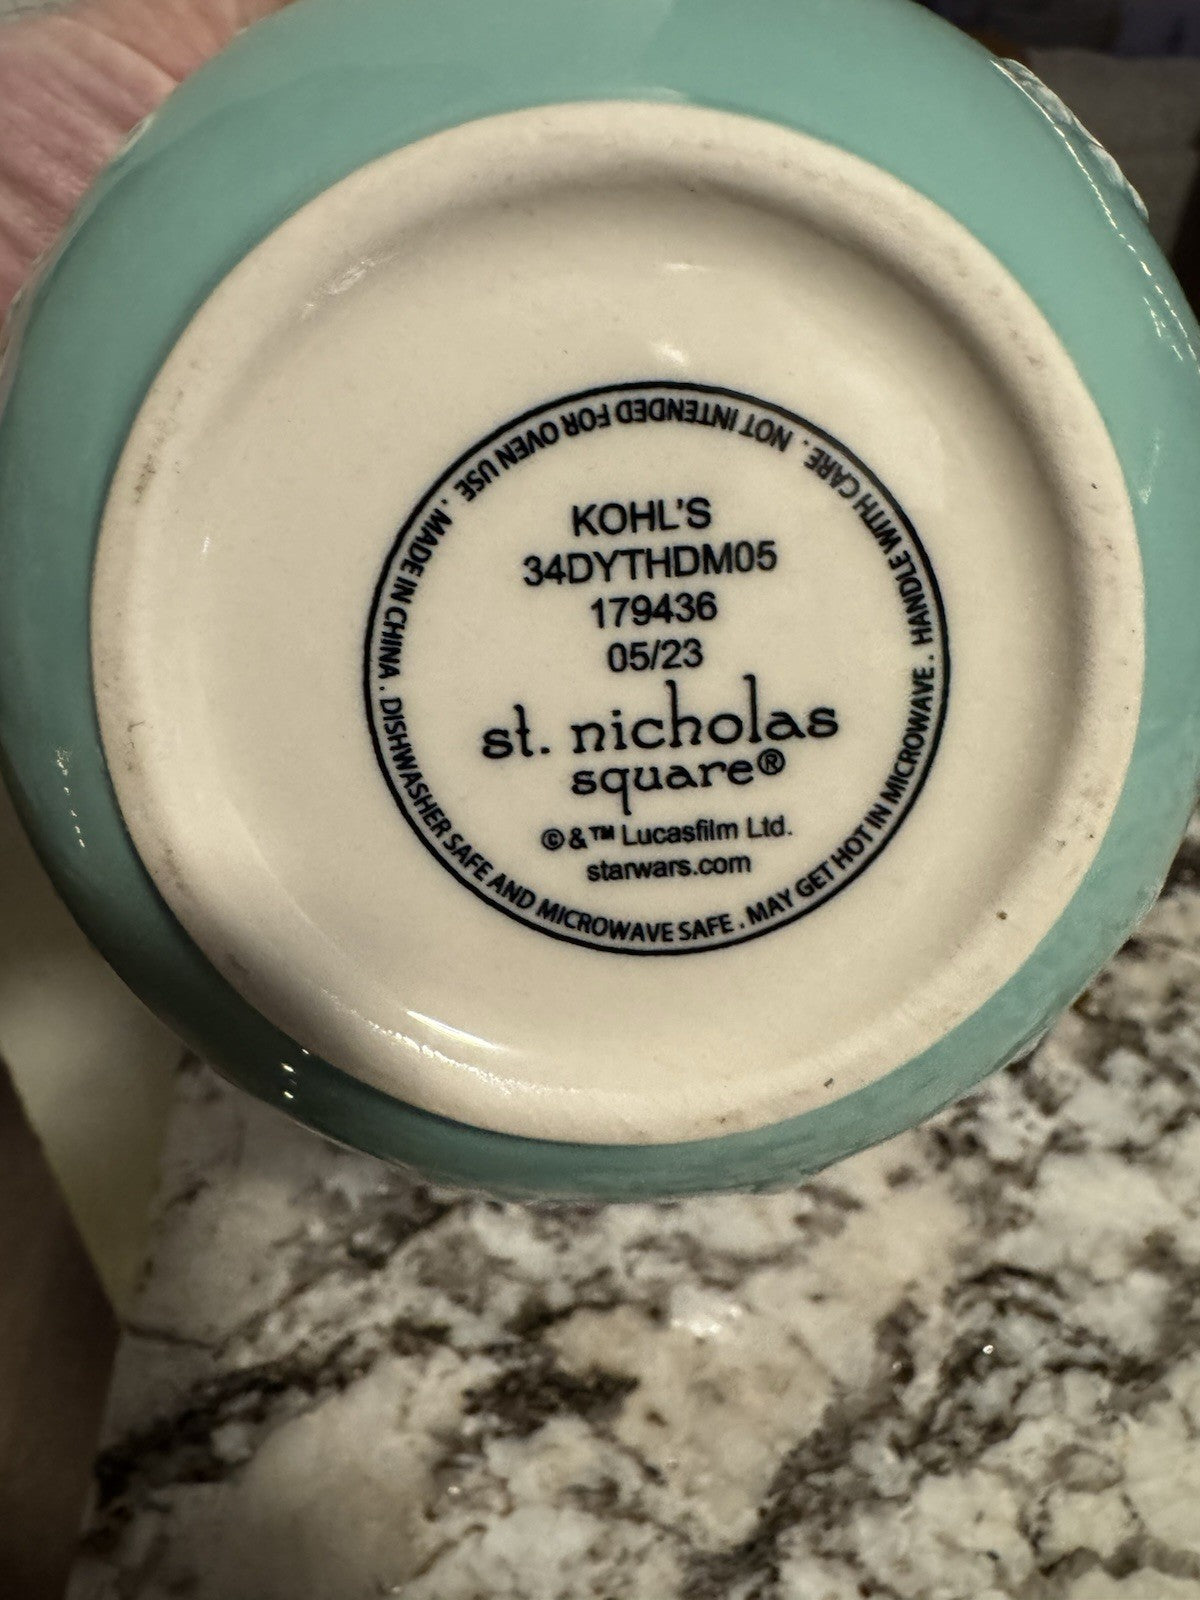 KOHL'S
34DYTHDM05
179436
05/23
st. nicholas
square®
©&™ Lucasfilm Ltd.
starwars.com
MADE IN CHINA . DISHWASHER SAFE AND MICROWAVE SAFE . MAY GET HOT IN MICROWAVE . HANDLE WITH CARE . NOT INTENDED FOR OVEN USE .